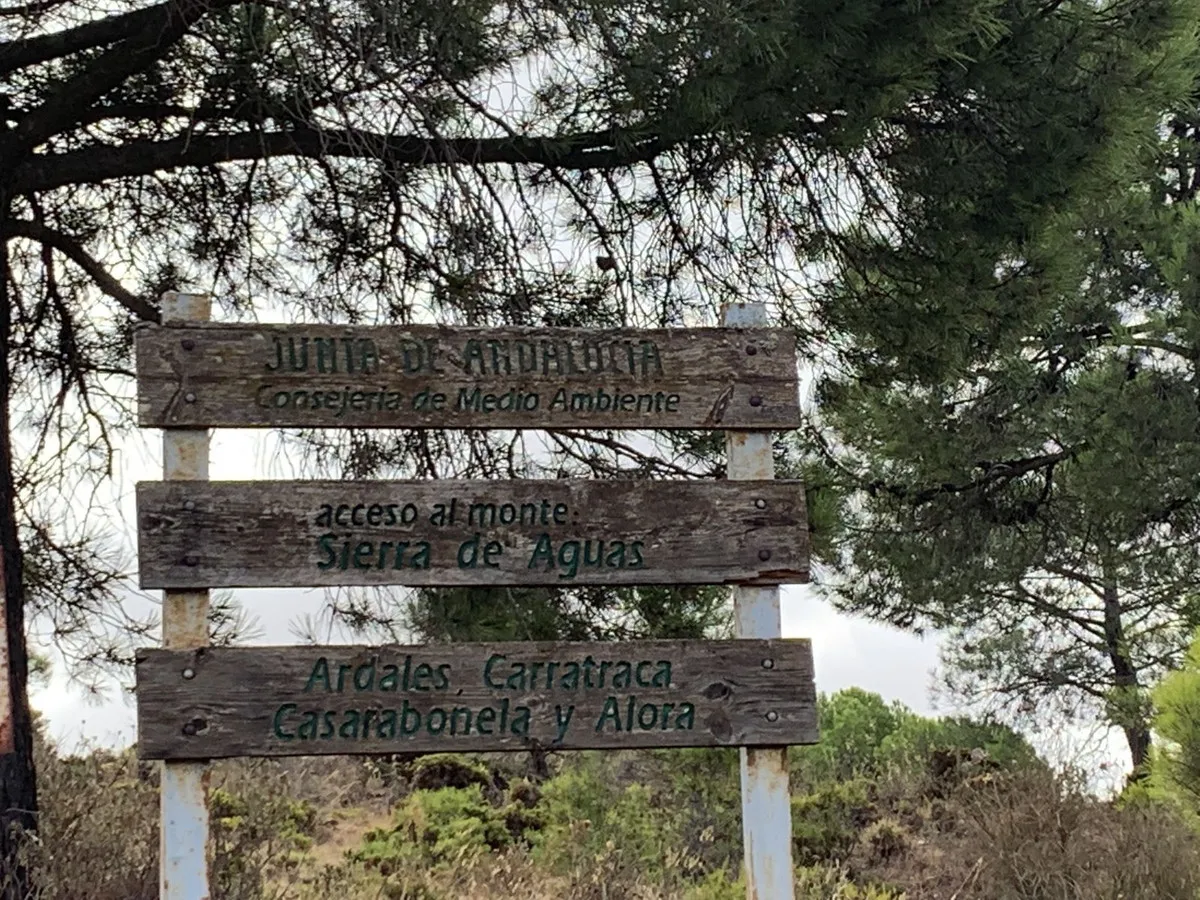 JUNTA DE ANDALUCIA
Consejeria de Medio Ambiente
acceso al monte:
Sierra de Aguas
Ardales, Carratraca
Casarabonela y Alora